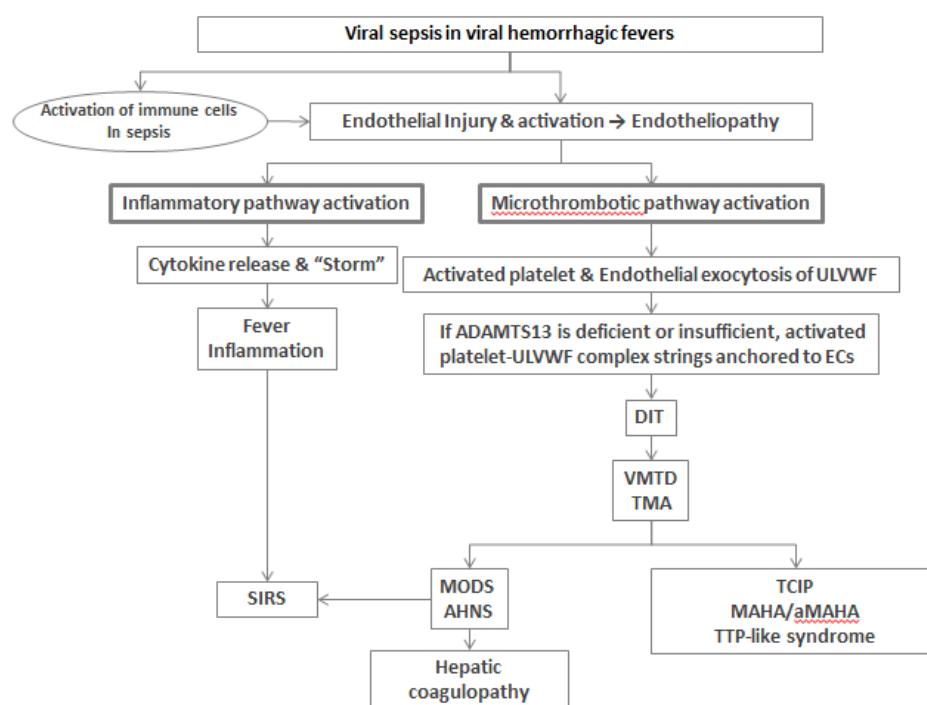 Viral sepsis in viral hemorrhagic fevers
Activation of immune cells
In sepsis
Endothelial Injury & activation → Endotheliopathy
Inflammatory pathway activation
Microthrombotic pathway activation
Cytokine release & “Storm”
Activated platelet & Endothelial exocytosis of ULVWF
Fever
Inflammation
If ADAMTS13 is deficient or insufficient, activated
platelet-ULVWF complex strings anchored to ECs
DIT
VMTD
TMA
SIRS
MODS
AHNS
TCIP
MAHA/aMAHA
TTP-like syndrome
Hepatic
coagulopathy